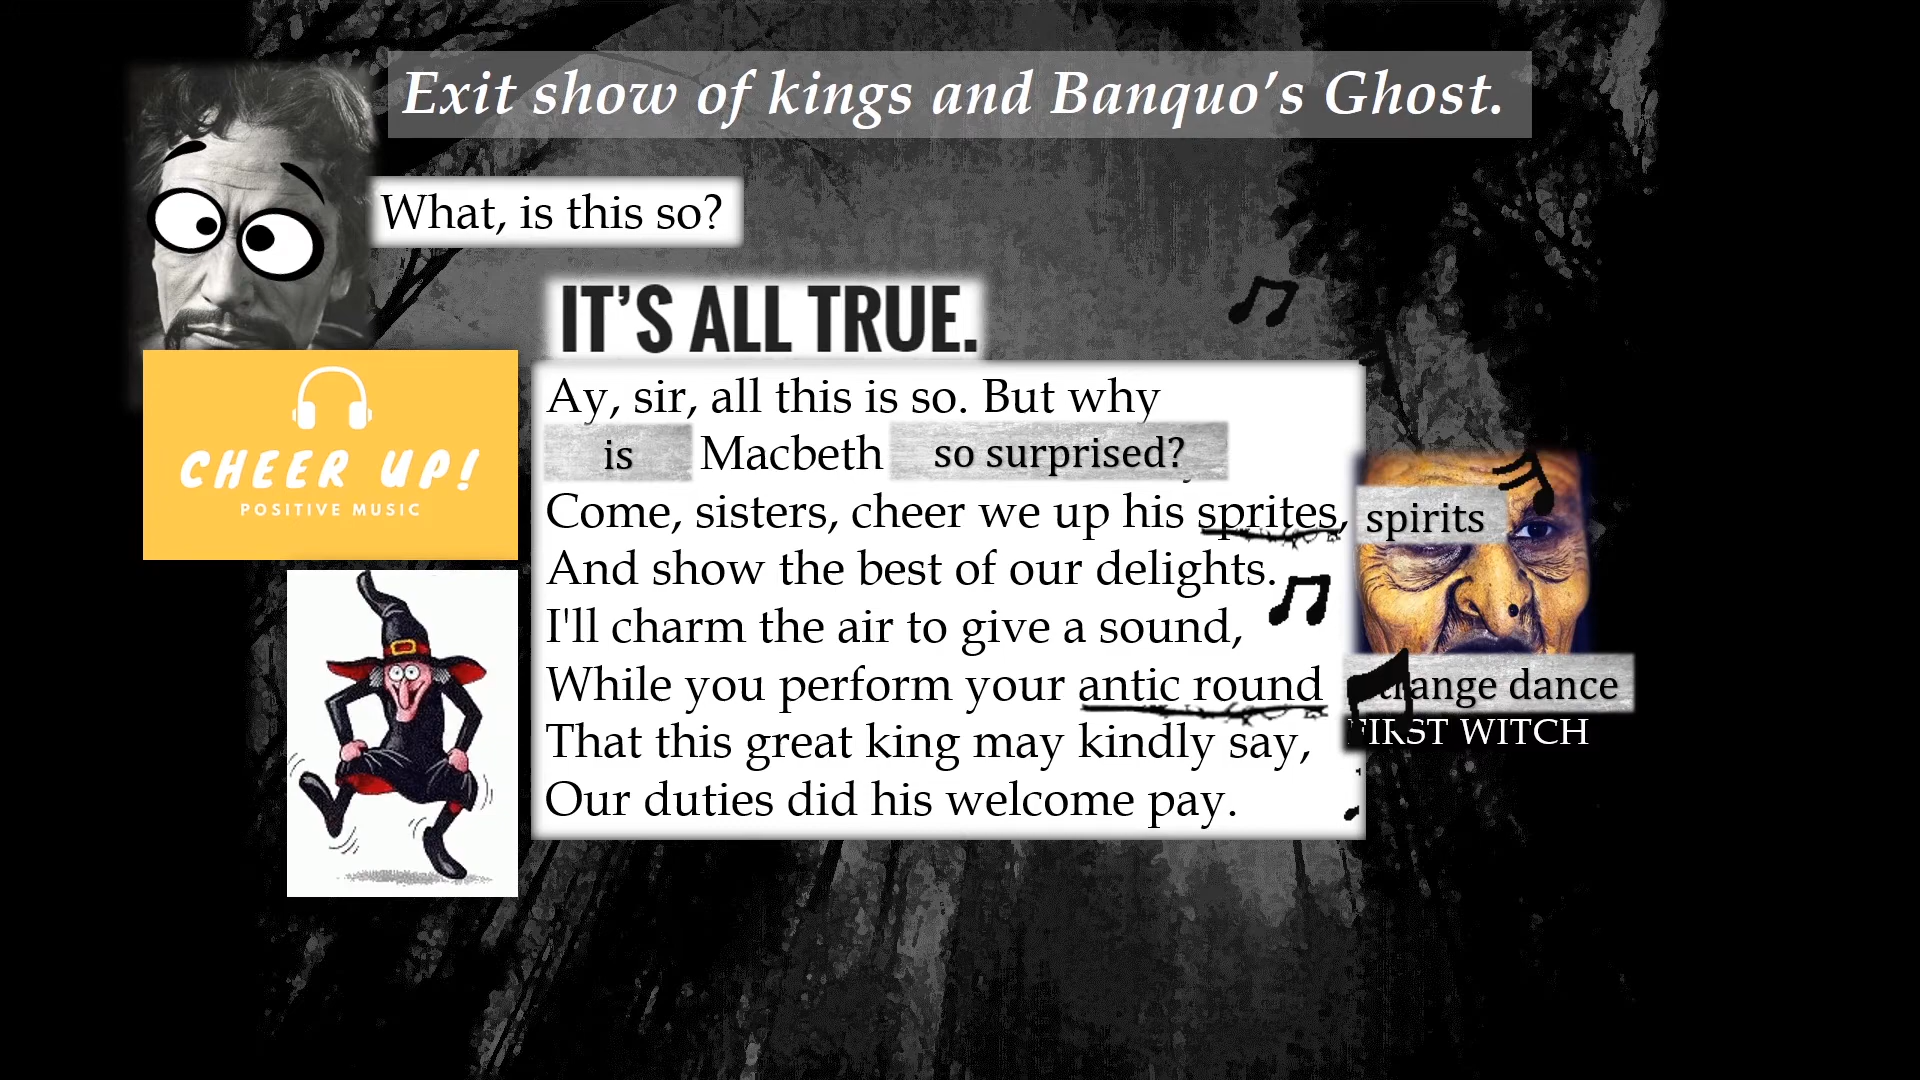 Exit show of kings and Banquo’s Ghost.
What, is this so?
IT’S ALL TRUE.
CHEER UP!
POSITIVE MUSIC
Ay, sir, all this is so. But why
is Macbeth so surprised?
Come, sisters, cheer we up his sprites, spirits
And show the best of our delights.
I'll charm the air to give a sound,
While you perform your antic round strange dance
That this great king may kindly say,
Our duties did his welcome pay.
FIRST WITCH